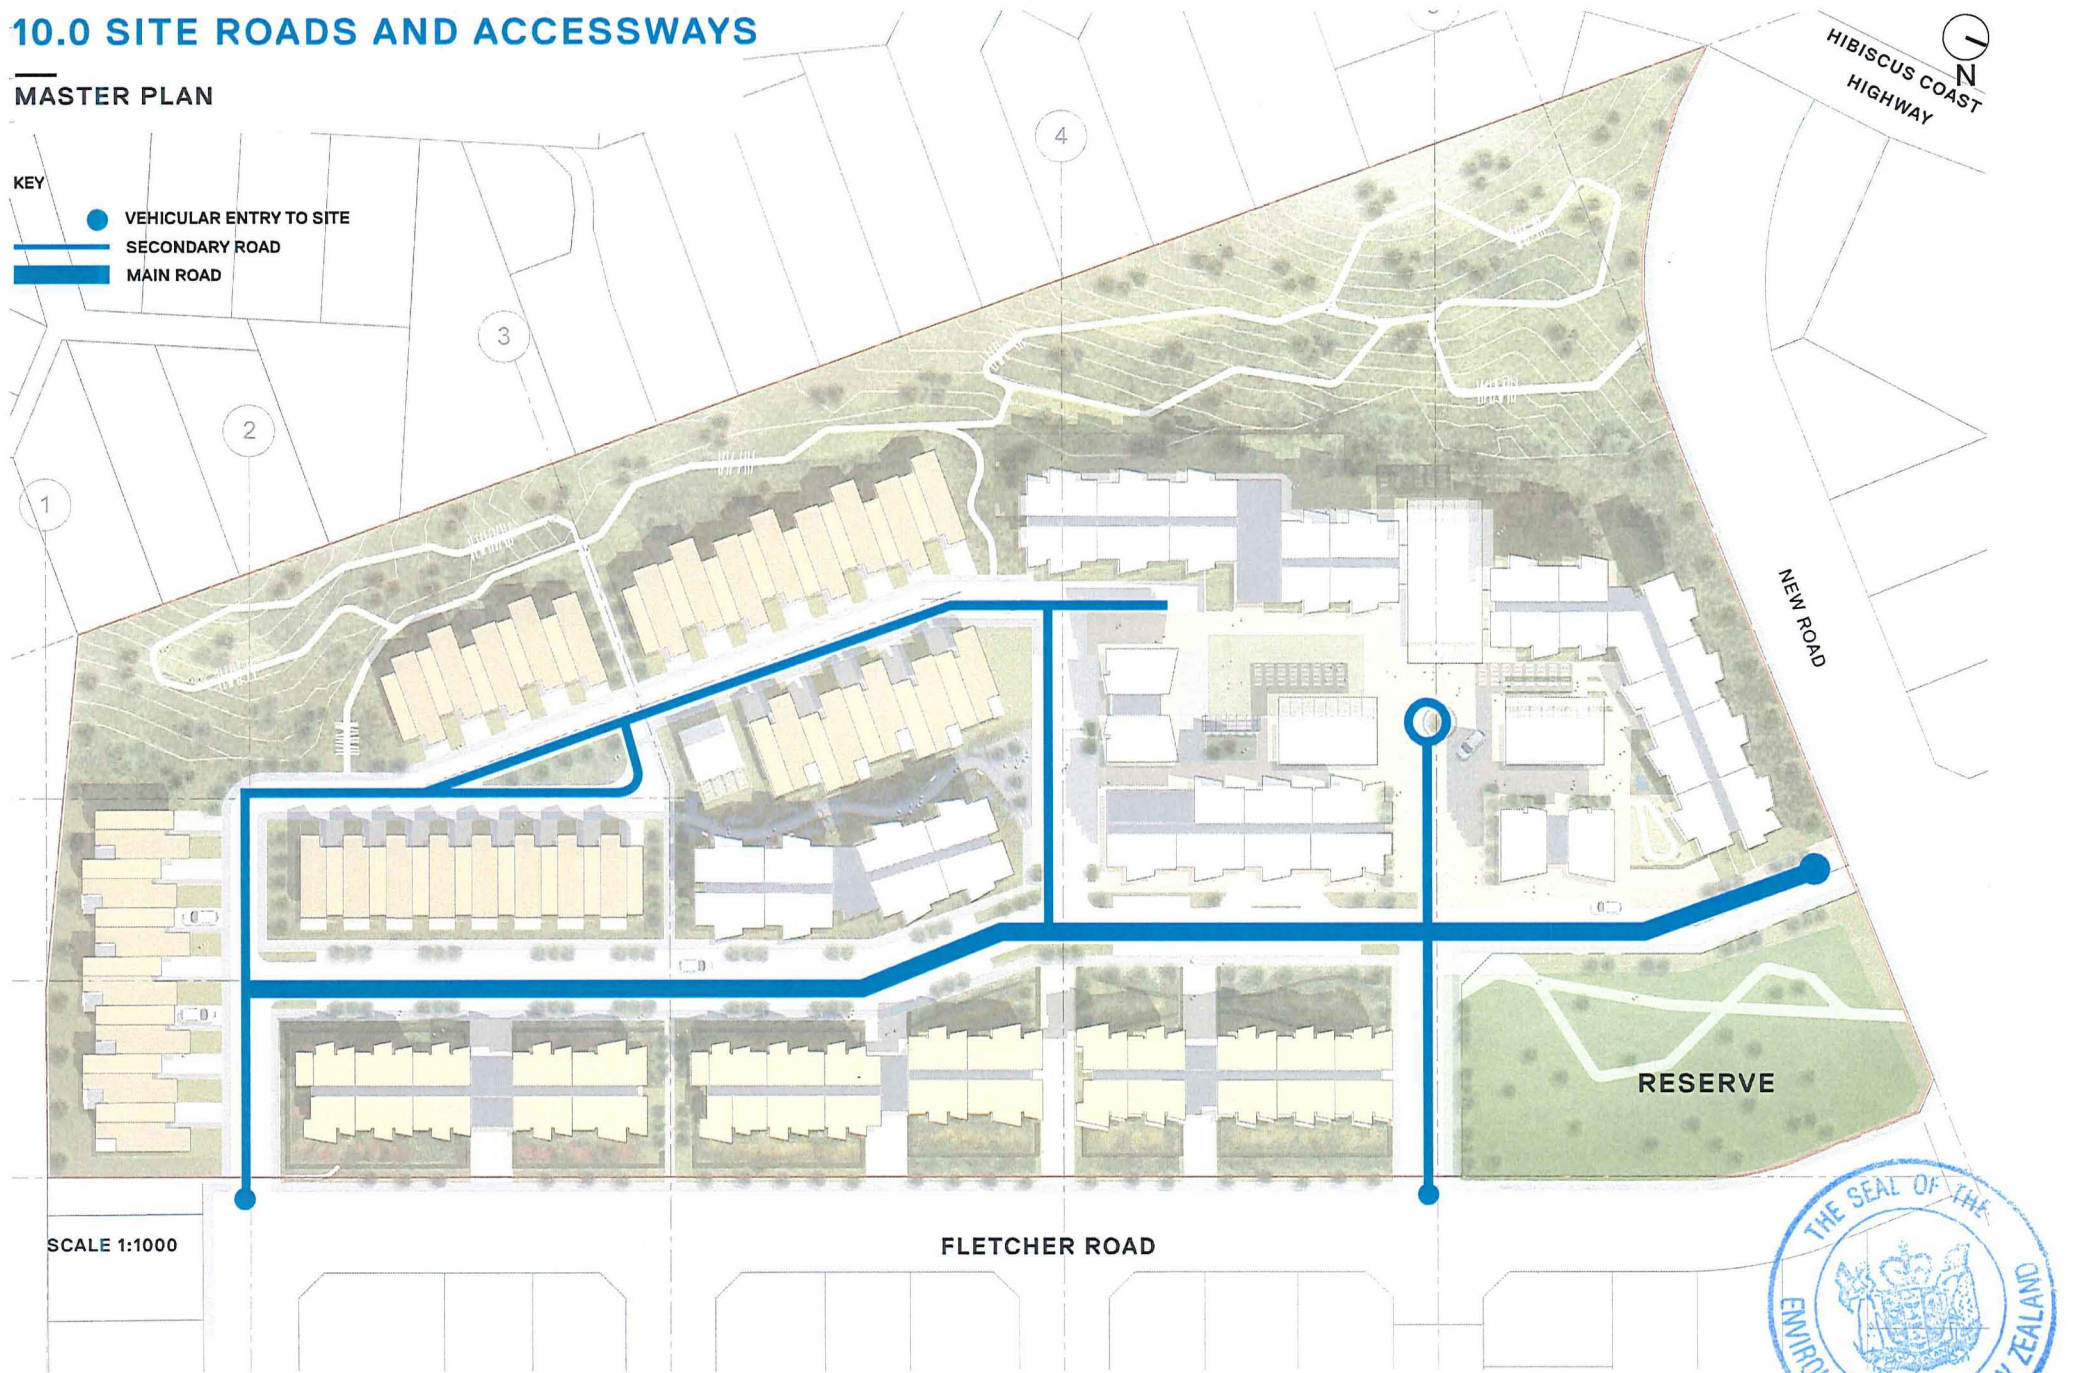 10.0 SITE ROADS AND ACCESSWAYS
MASTER PLAN
KEY
VEHICULAR ENTRY TO SITE
SECONDARY ROAD
MAIN ROAD
1
2
3
4
HIBISCUS COAST
HIGHWAY
N
NEW ROAD
RESERVE
SCALE 1:1000
FLETCHER ROAD
THE SEAL OF THE
ZEALAND